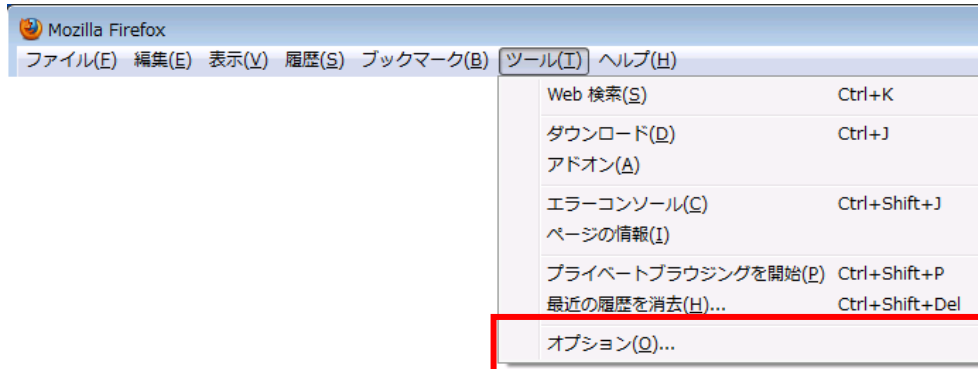 Mozilla Firefox
ファイル(F) 編集(E) 表示(V) 履歴(S) ブックマーク(B) ツール(T) ヘルプ(H)
Web 検索(S) Ctrl+K
ダウンロード(D) Ctrl+J
アドオン(A)
エラーコンソール(C) Ctrl+Shift+J
ページの情報(I)
プライベートブラウジングを開始(P) Ctrl+Shift+P
最近の履歴を消去(H)... Ctrl+Shift+Del
オプション(O)...